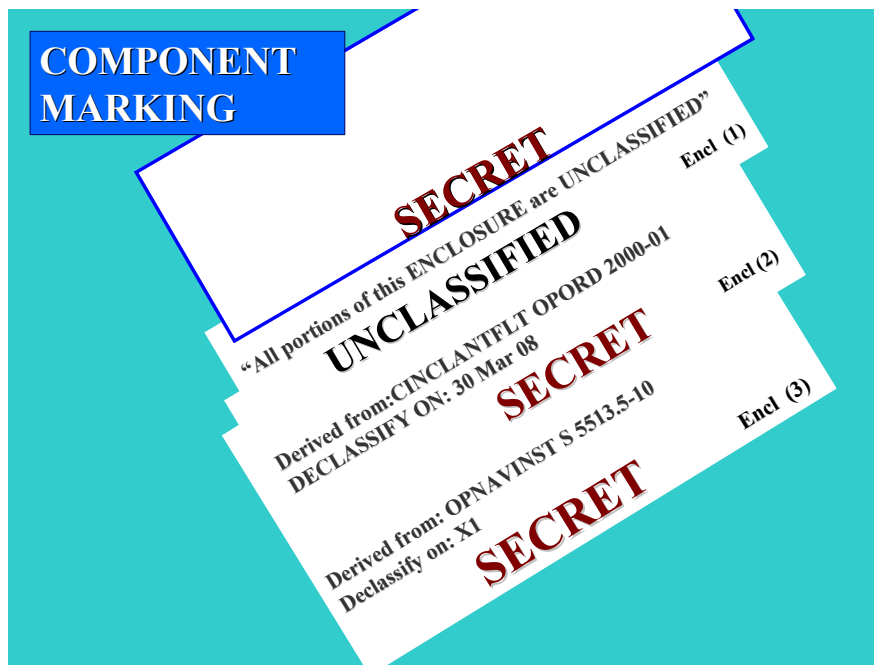 COMPONENT
MARKING
SECRET
“All portions of this ENCLOSURE are UNCLASSIFIED”
Encl (1)
UNCLASSIFIED
Derived from:CINCLANTFLT OPORD 2000-01
DECLASSIFY ON: 30 Mar 08
Encl (2)
SECRET
Derived from: OPNAVINST S 5513.5-10
Declassify on: X1
Encl (3)
SECRET